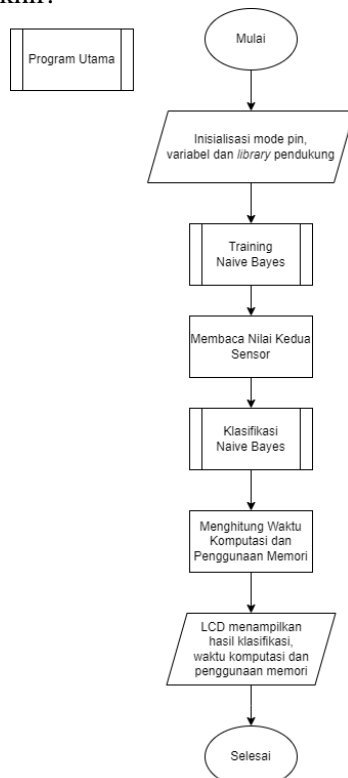 Program Utama
Mulai
Inisialisasi mode pin,
variabel dan library pendukung
Training
Naive Bayes
Membaca Nilai Kedua
Sensor
Klasifikasi
Naive Bayes
Menghitung Waktu
Komputasi dan
Penggunaan Memori
LCD menampilkan
hasil klasifikasi,
waktu komputasi dan
penggunaan memori
Selesai